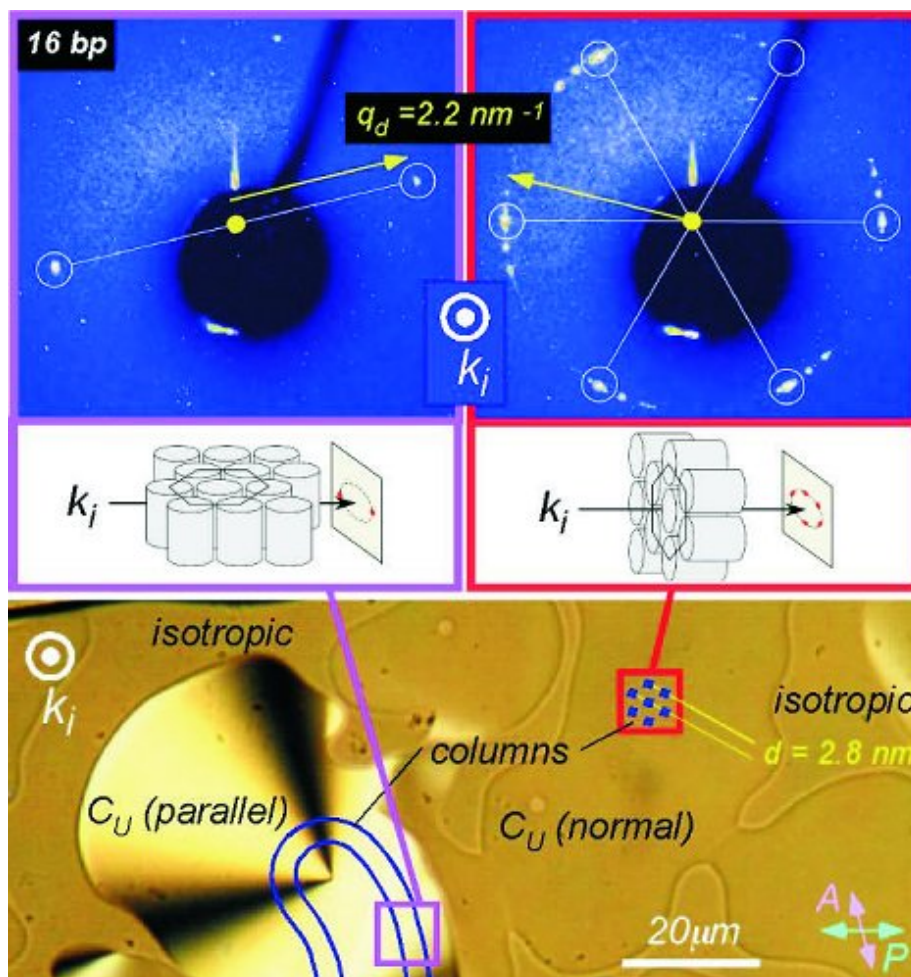 16 bp
q_d =2.2 nm -1
k_i
k_i
k_i
isotropic
k_i
isotropic
columns
d = 2.8 nm
C_U (parallel)
C_U (normal)
A
20μm
P